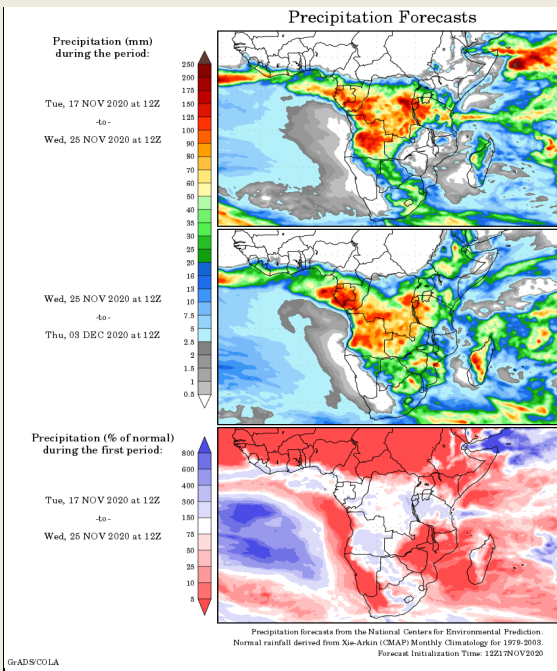 Precipitation Forecasts
Precipitation (mm)
during the period:
Tue, 17 NOV 2020 at 12Z
-to-
Wed, 25 NOV 2020 at 12Z
250
200
175
150
125
100
90
80
70
60
50
40
35
30
25
20
16
13
10
7.5
5
2.5
2
1.5
1
0.5
Wed, 25 NOV 2020 at 12Z
-to-
Thu, 03 DEC 2020 at 12Z
Precipitation (% of normal)
during the first period:
Tue, 17 NOV 2020 at 12Z
-to-
Wed, 25 NOV 2020 at 12Z
800
600
400
300
150
75
50
25
10
5
Precipitation forecasts from the National Centers for Environmental Prediction.
Normal rainfall derived from Xie-Arkin (CMAP) Monthly Climatology for 1979-2003.
Forecast Initialization Time: 12Z17NOV2020
GrADS/COLA